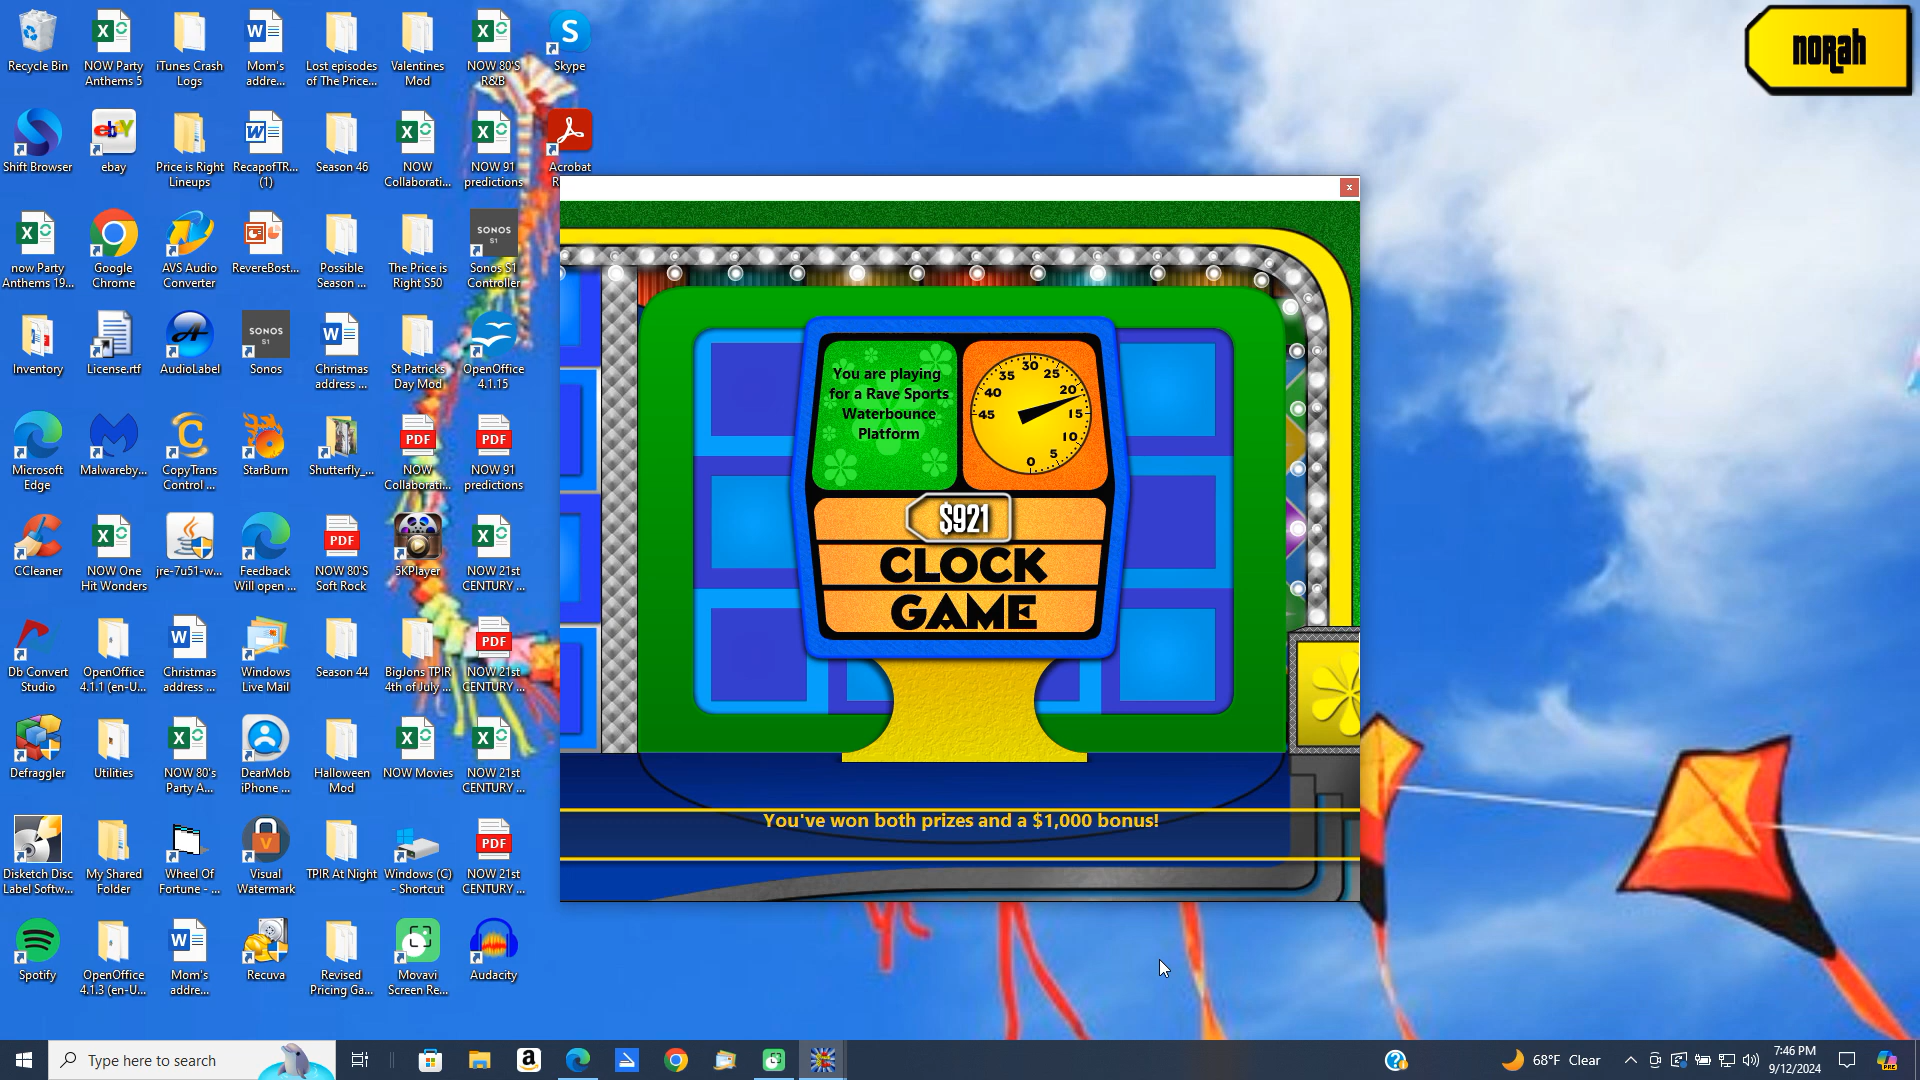 Recycle Bin
NOW Party
Anthems 5
iTunes Crash
Logs
Mom's
addre...
Lost episodes
of The Price...
Valentines
Mod
NOW 80'S
R&B
S
Skype
Shift Browser
ebay
ebay
Price is Right
Lineups
RecapofTR...
(1)
Season 46
NOW
Collaborati...
NOW 91
predictions
Acrobat
now Party
Anthems 19...
Google
Chrome
AVS Audio
Converter
RevereBost...
Possible
Season ...
The Price is
Right S50
SONOS
S1
Sonos S1
Controller
Inventory
License.rtf
AudioLabel
SONOS
S1
Sonos
Christmas
address ...
St Patricks
Day Mod
OpenOffice
4.1.15
Microsoft
Edge
Malwareby...
CopyTrans
Control ...
StarBurn
Shutterfly_...
PDF
NOW
Collaborati...
PDF
NOW 91
predictions
CCleaner
NOW One
Hit Wonders
jre-7u51-w...
Feedback
Will open ...
PDF
NOW 80'S
Soft Rock
5KPlayer
NOW 21st
CENTURY ...
Db Convert
Studio
OpenOffice
4.1.1 (en-U...
Christmas
address ...
Windows
Live Mail
Season 44
BigJons TPIR
4th of July ...
PDF
NOW 21st
CENTURY ...
Defraggler
Utilities
NOW 80's
Party A...
DearMob
iPhone ...
Halloween
Mod
NOW Movies
NOW 21st
CENTURY ...
Disketch Disc
Label Softw...
My Shared
Folder
Wheel Of
Fortune - ...
Visual
Watermark
TPIR At Night
Windows (C)
- Shortcut
PDF
NOW 21st
CENTURY ...
Spotify
OpenOffice
4.1.3 (en-U...
Mom's
addre...
Recuva
Revised
Pricing Ga...
Movavi
Screen Re...
Audacity
NORAH
x
You are playing
for a Rave Sports
Waterbounce
Platform
30
35
25
40
20
45
15
10
5
0
$921
CLOCK
GAME
You've won both prizes and a $1,000 bonus!
Type here to search
68°F Clear
7:46 PM
9/12/2024